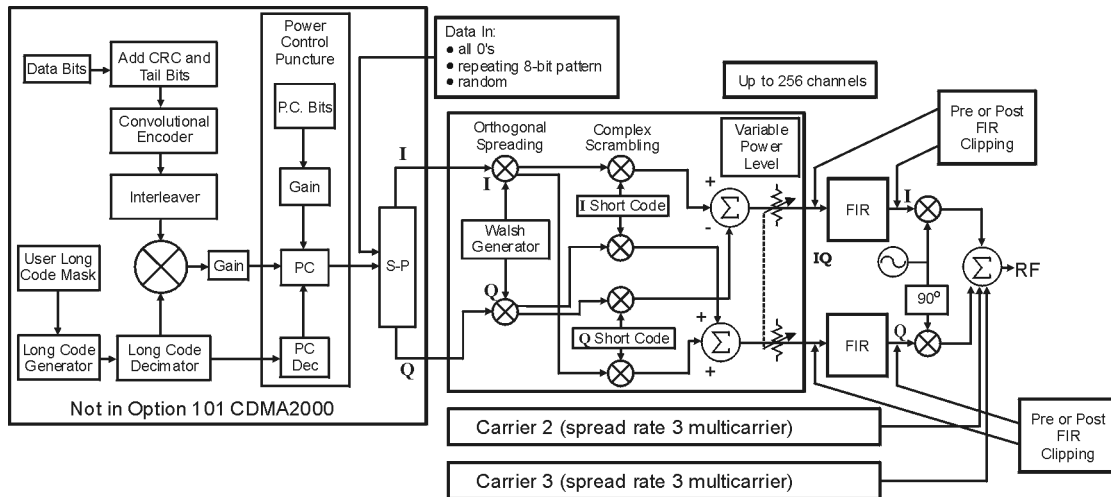 Data Bits
Add CRC and
Tail Bits
Convolutional
Encoder
Interleaver
User Long
Code Mask
Long Code
Generator
Long Code
Decimator
Gain
Power
Control
Puncture
P.C. Bits
Gain
PC
PC
Dec
Not in Option 101 CDMA2000
Data In:
• all 0's
• repeating 8-bit pattern
• random
I
S-P
Q
Orthogonal
Spreading
I
Walsh
Generator
Q
Complex
Scrambling
I Short Code
Q Short Code
Variable
Power
Level
+
-
Σ
+
+
Σ
Up to 256 channels
IQ
FIR
FIR
Pre or Post
FIR
Clipping
I
90º
Q
Σ
RF
Pre or Post
FIR
Clipping
Carrier 2 (spread rate 3 multicarrier)
Carrier 3 (spread rate 3 multicarrier)